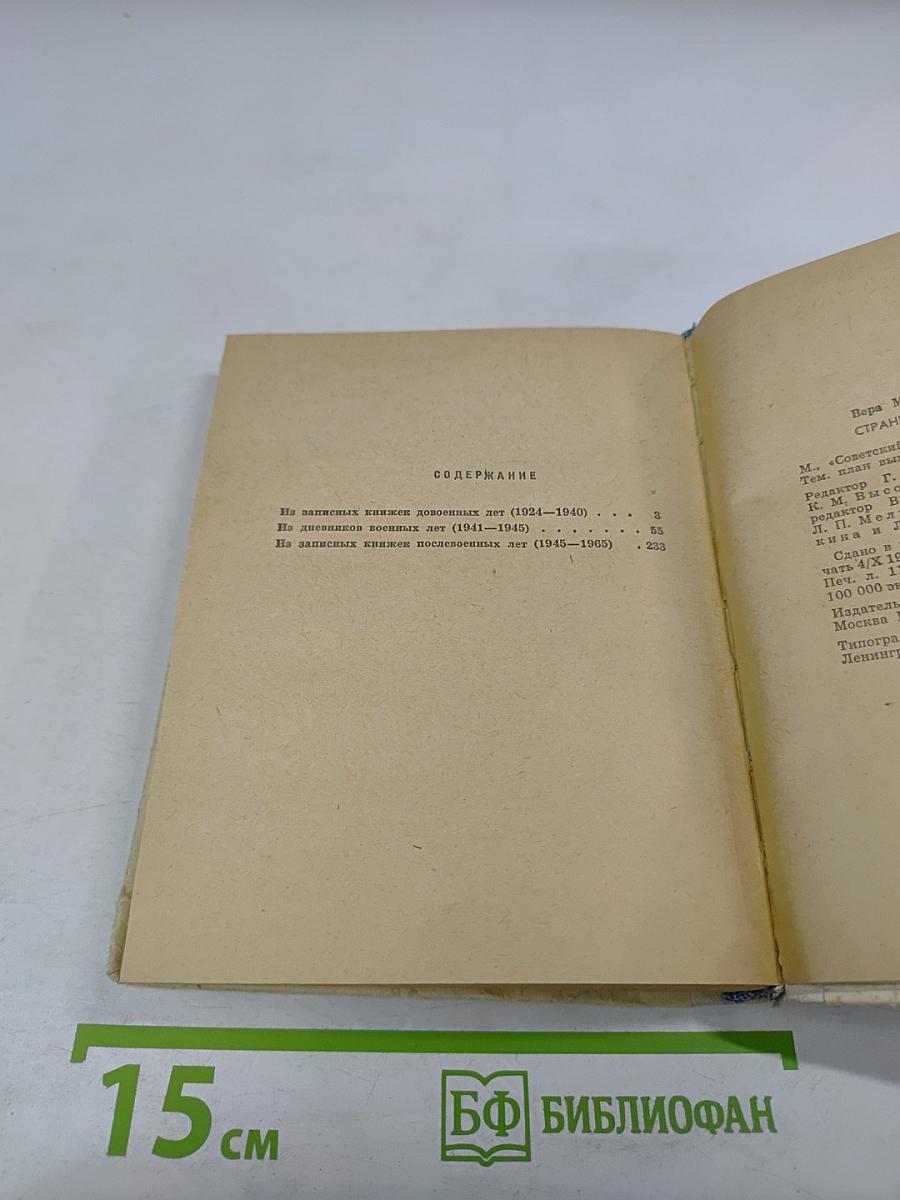 СОДЕРЖАНИЕ
Из записных книжек довоенных лет (1924—1940) . . . 3
Из дневников военных лет (1941—1945) . . . . . . . 55
Из записных книжек послевоенных лет (1945—1965) . 233
Вера М
СТРАН
М., «Советский
Тем. план вы
Редактор Г.
К. М. Высо
редактор В
Л. П. Мел
кина и Л
Сдано в
чать 4/X 19
Печ. л. 1
100 000 эк
Издатель
Москва
Типогра
Ленингр
15 см
БФ БИБЛИОФАН